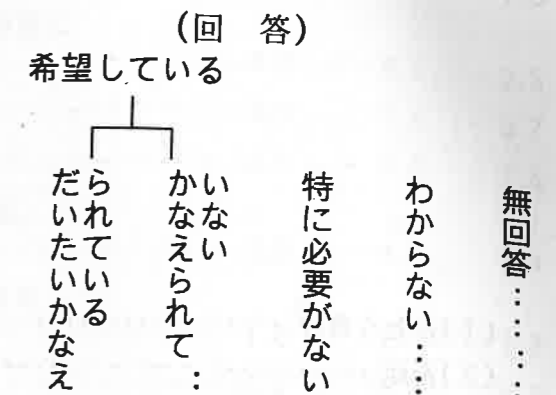 (回　答)
希望している
だいたいかなえ
られている
かなえられて…
いない
特に必要がない
わからない……
無回答………